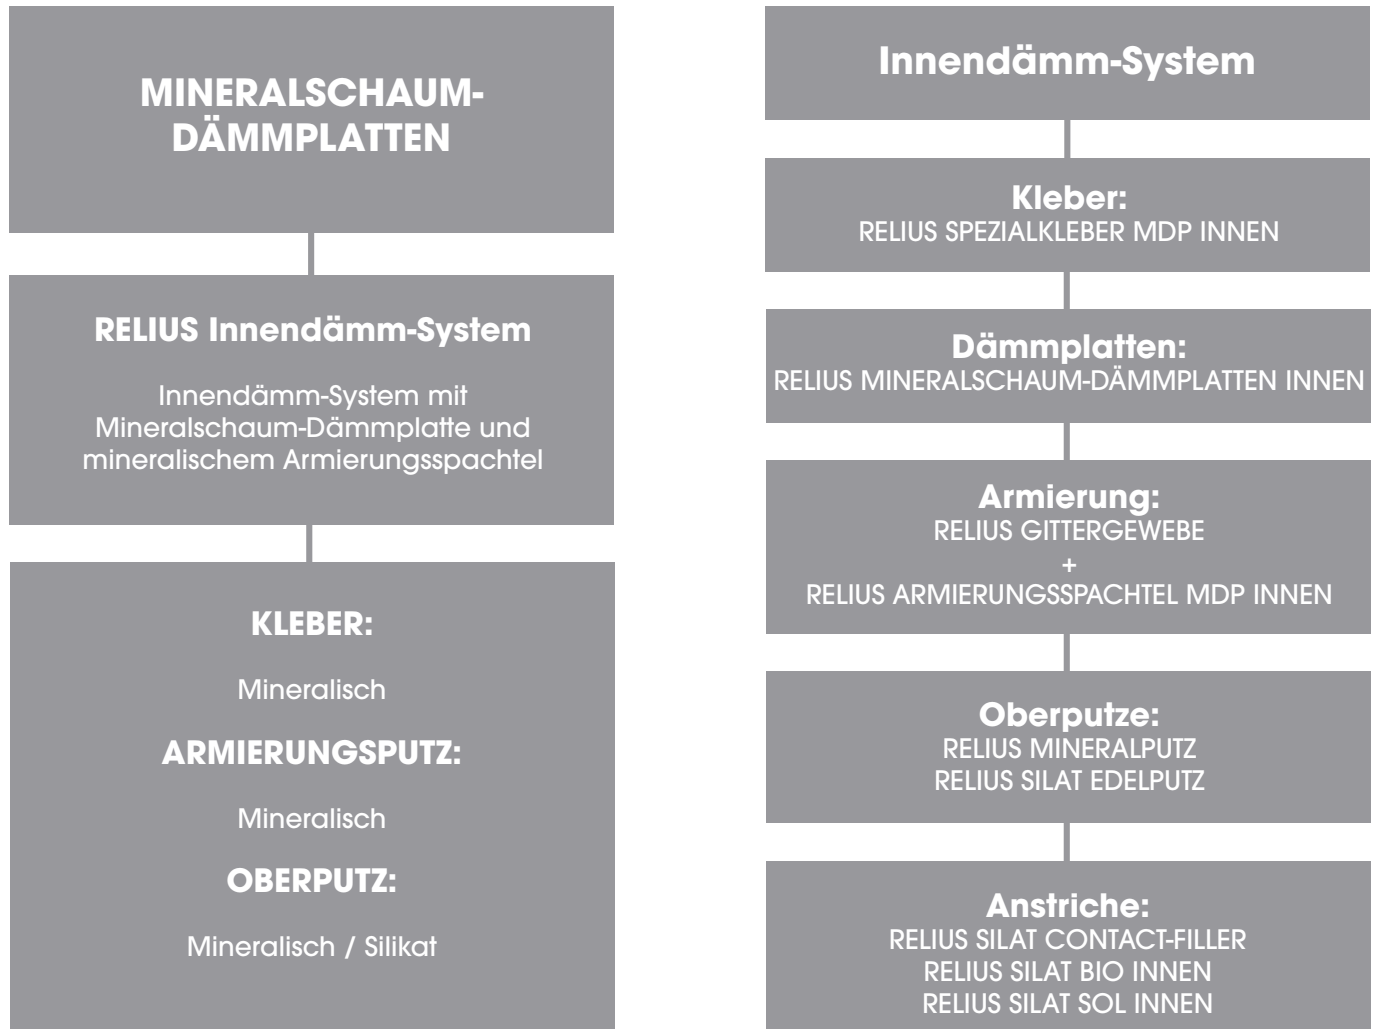 MINERALSCHAUM-
DÄMMPLATTEN
RELIUS Innendämm-System
Innendämm-System mit
Mineralschaum-Dämmplatte und
mineralischem Armierungsspachtel
KLEBER:
Mineralisch
ARMIERUNGSPUTZ:
Mineralisch
OBERPUTZ:
Mineralisch / Silikat
Innendämm-System
Kleber:
RELIUS SPEZIALKLEBER MDP INNEN
Dämmplatten:
RELIUS MINERALSCHAUM-DÄMMPLATTEN INNEN
Armierung:
RELIUS GITTERGEWEBE
+
RELIUS ARMIERUNGSSPACHTEL MDP INNEN
Oberputze:
RELIUS MINERALPUTZ
RELIUS SILAT EDELPUTZ
Anstriche:
RELIUS SILAT CONTACT-FILLER
RELIUS SILAT BIO INNEN
RELIUS SILAT SOL INNEN